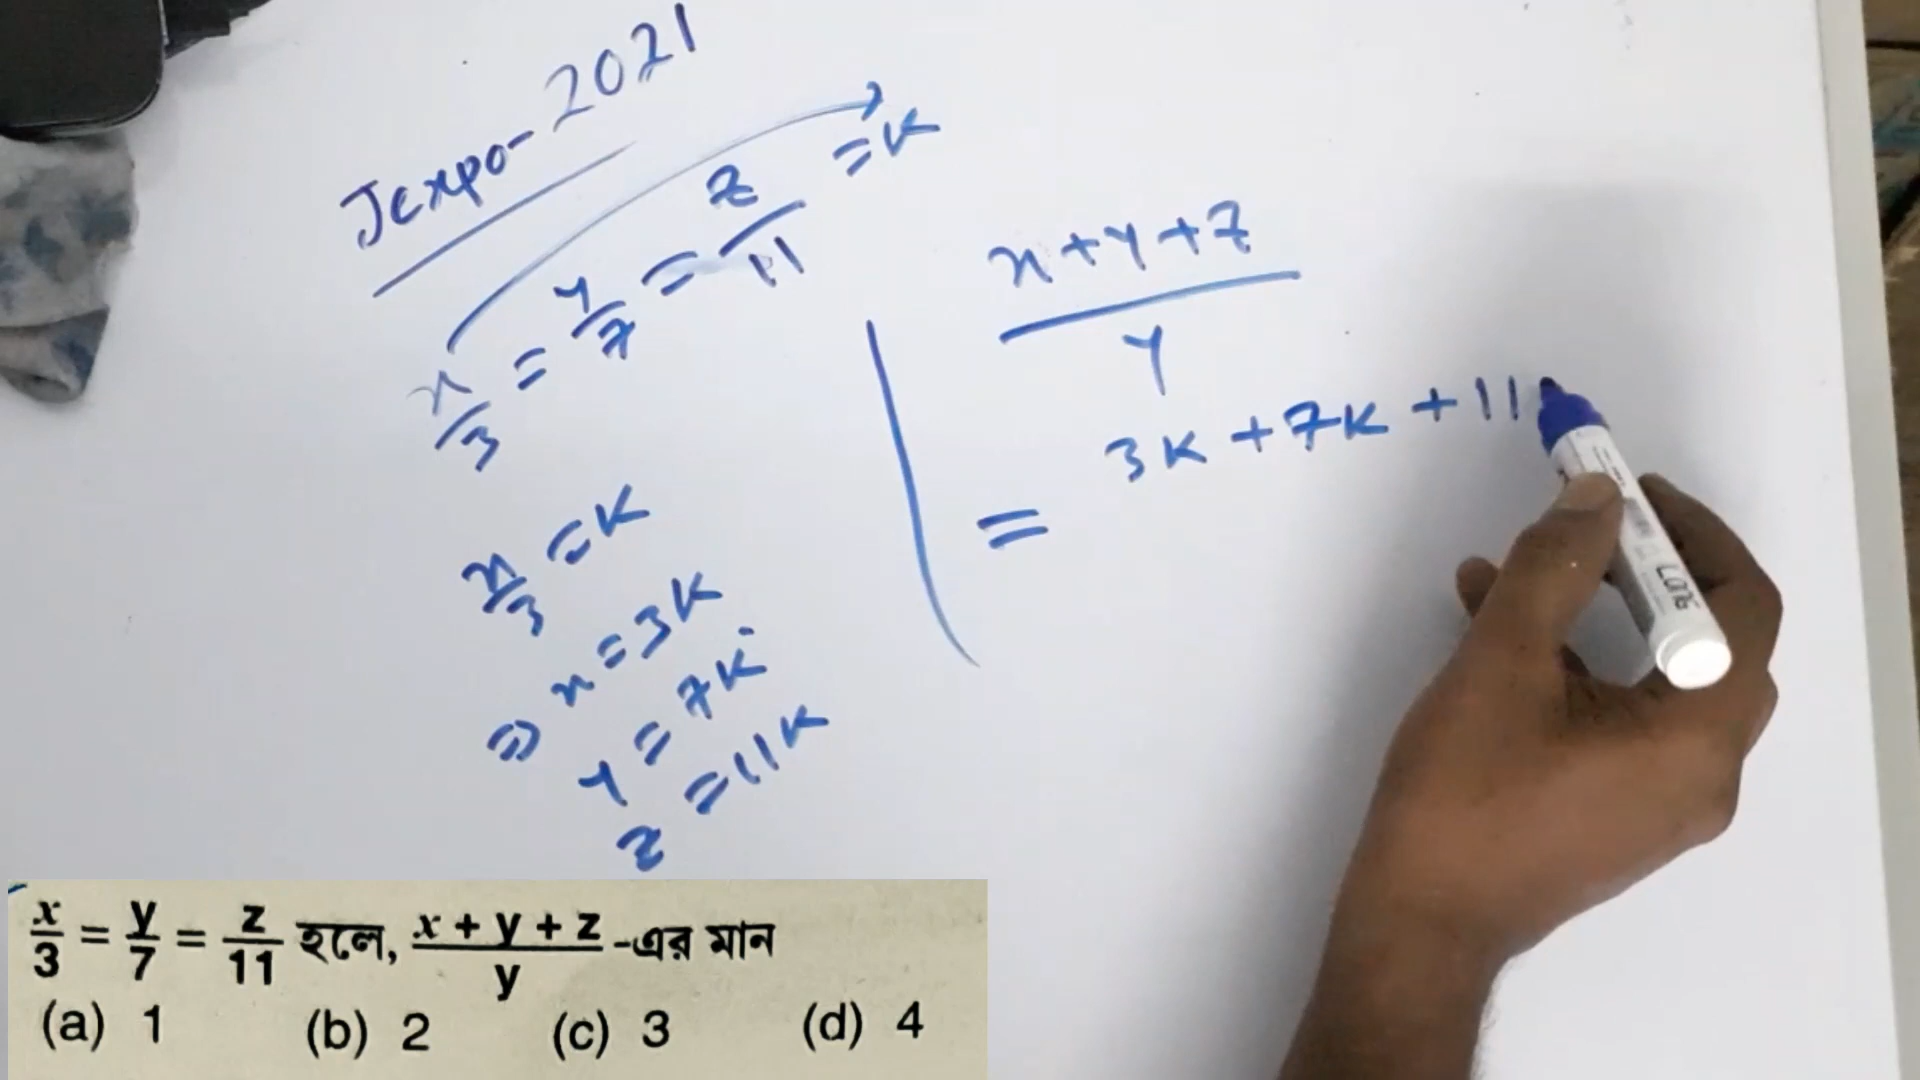 Jexpo-2021
x/3 = y/7 = z/11 = K
x/3 = K
⇒ x = 3K
y = 7K
z = 11K
x+y+z / y
= 3K + 7K + 11
x/3 = y/7 = z/11 হলে, x + y + z / y -এর মান
(a) 1 (b) 2 (c) 3 (d) 4